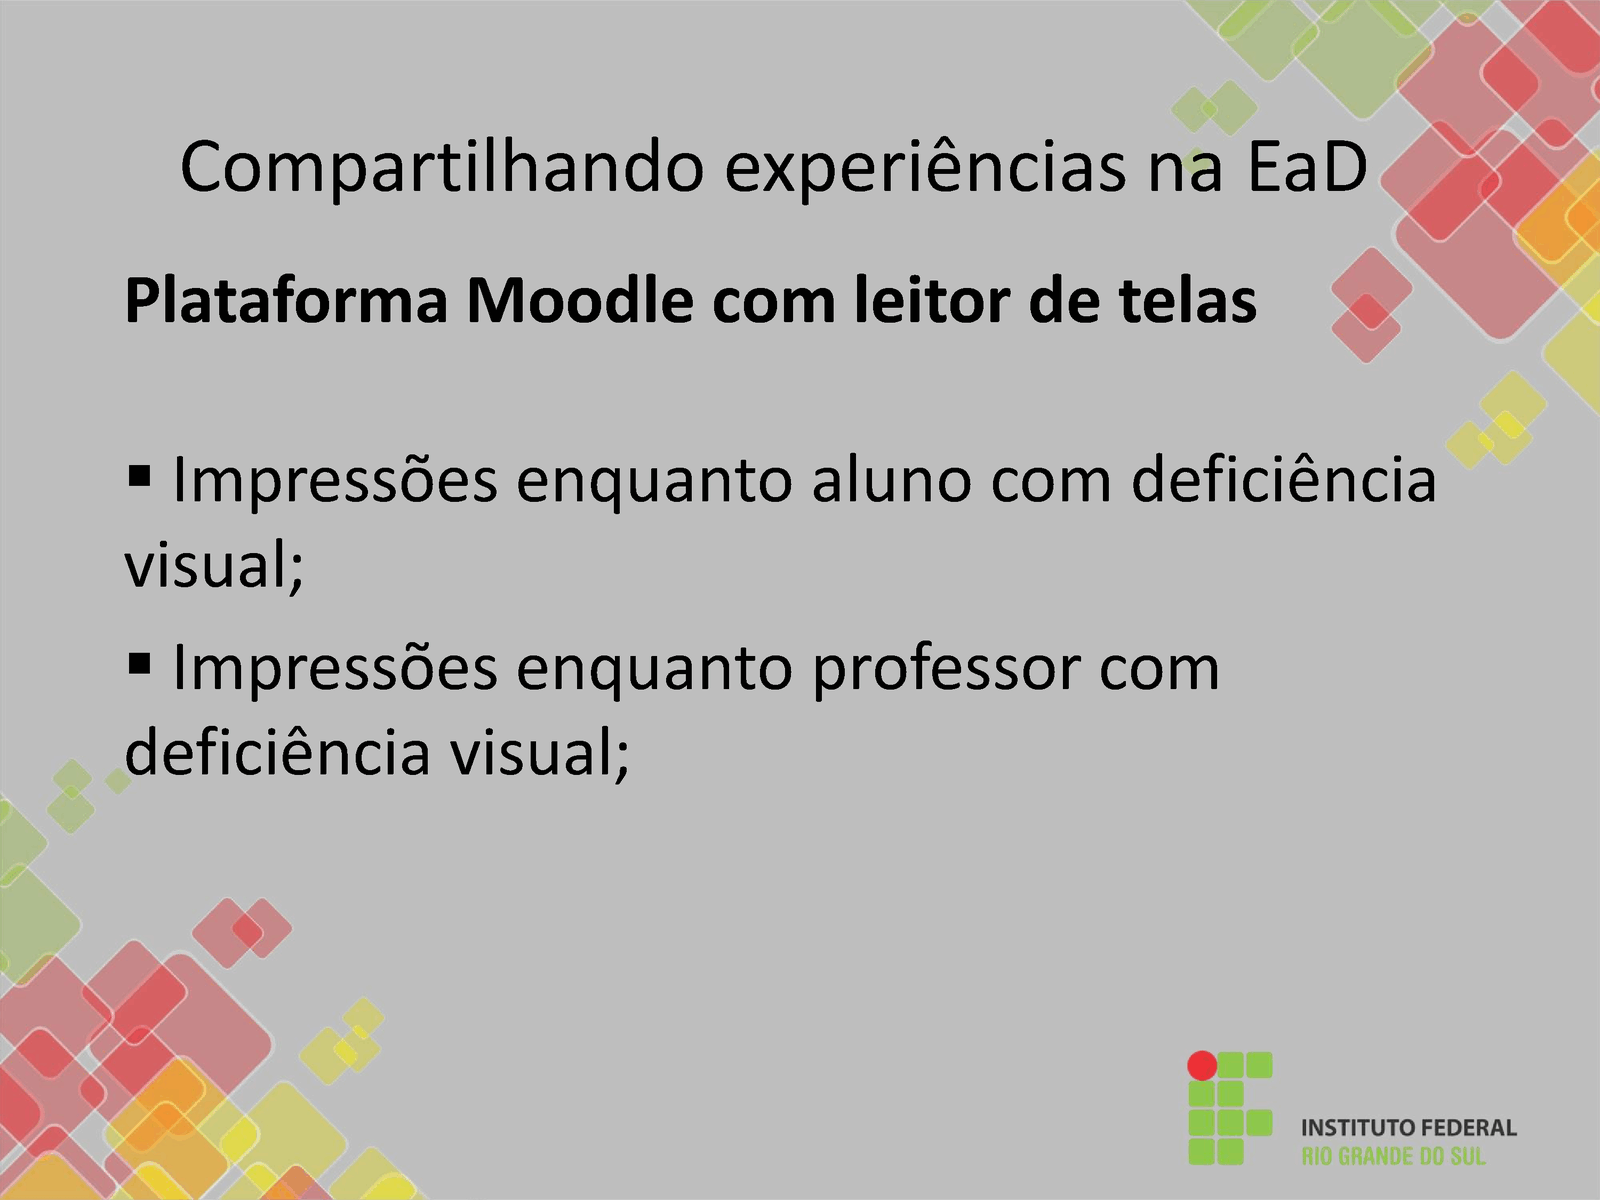 Compartilhando experiências na EaD
Plataforma Moodle com leitor de telas
▪ Impressões enquanto aluno com deficiência
visual;
▪ Impressões enquanto professor com
deficiência visual;
INSTITUTO FEDERAL
RIO GRANDE DO SUL